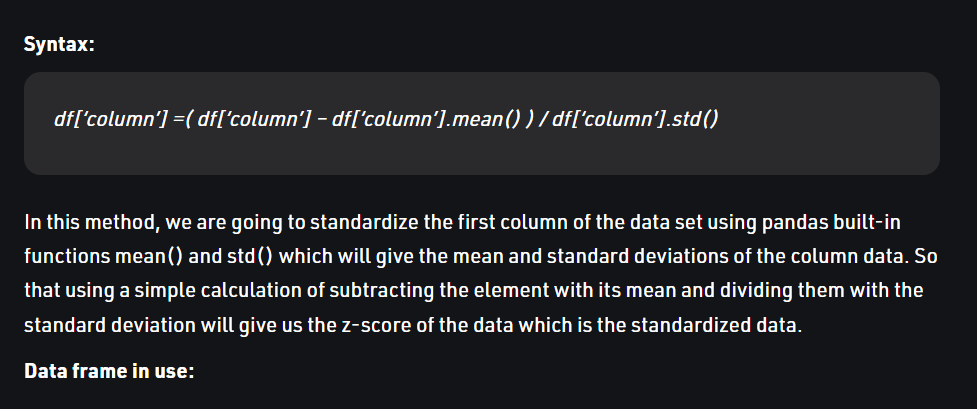 Syntax:
df['column'] =( df['column'] – df['column'].mean() ) / df['column'].std()
In this method, we are going to standardize the first column of the data set using pandas built-in
functions mean() and std() which will give the mean and standard deviations of the column data. So
that using a simple calculation of subtracting the element with its mean and dividing them with the
standard deviation will give us the z-score of the data which is the standardized data.
Data frame in use: